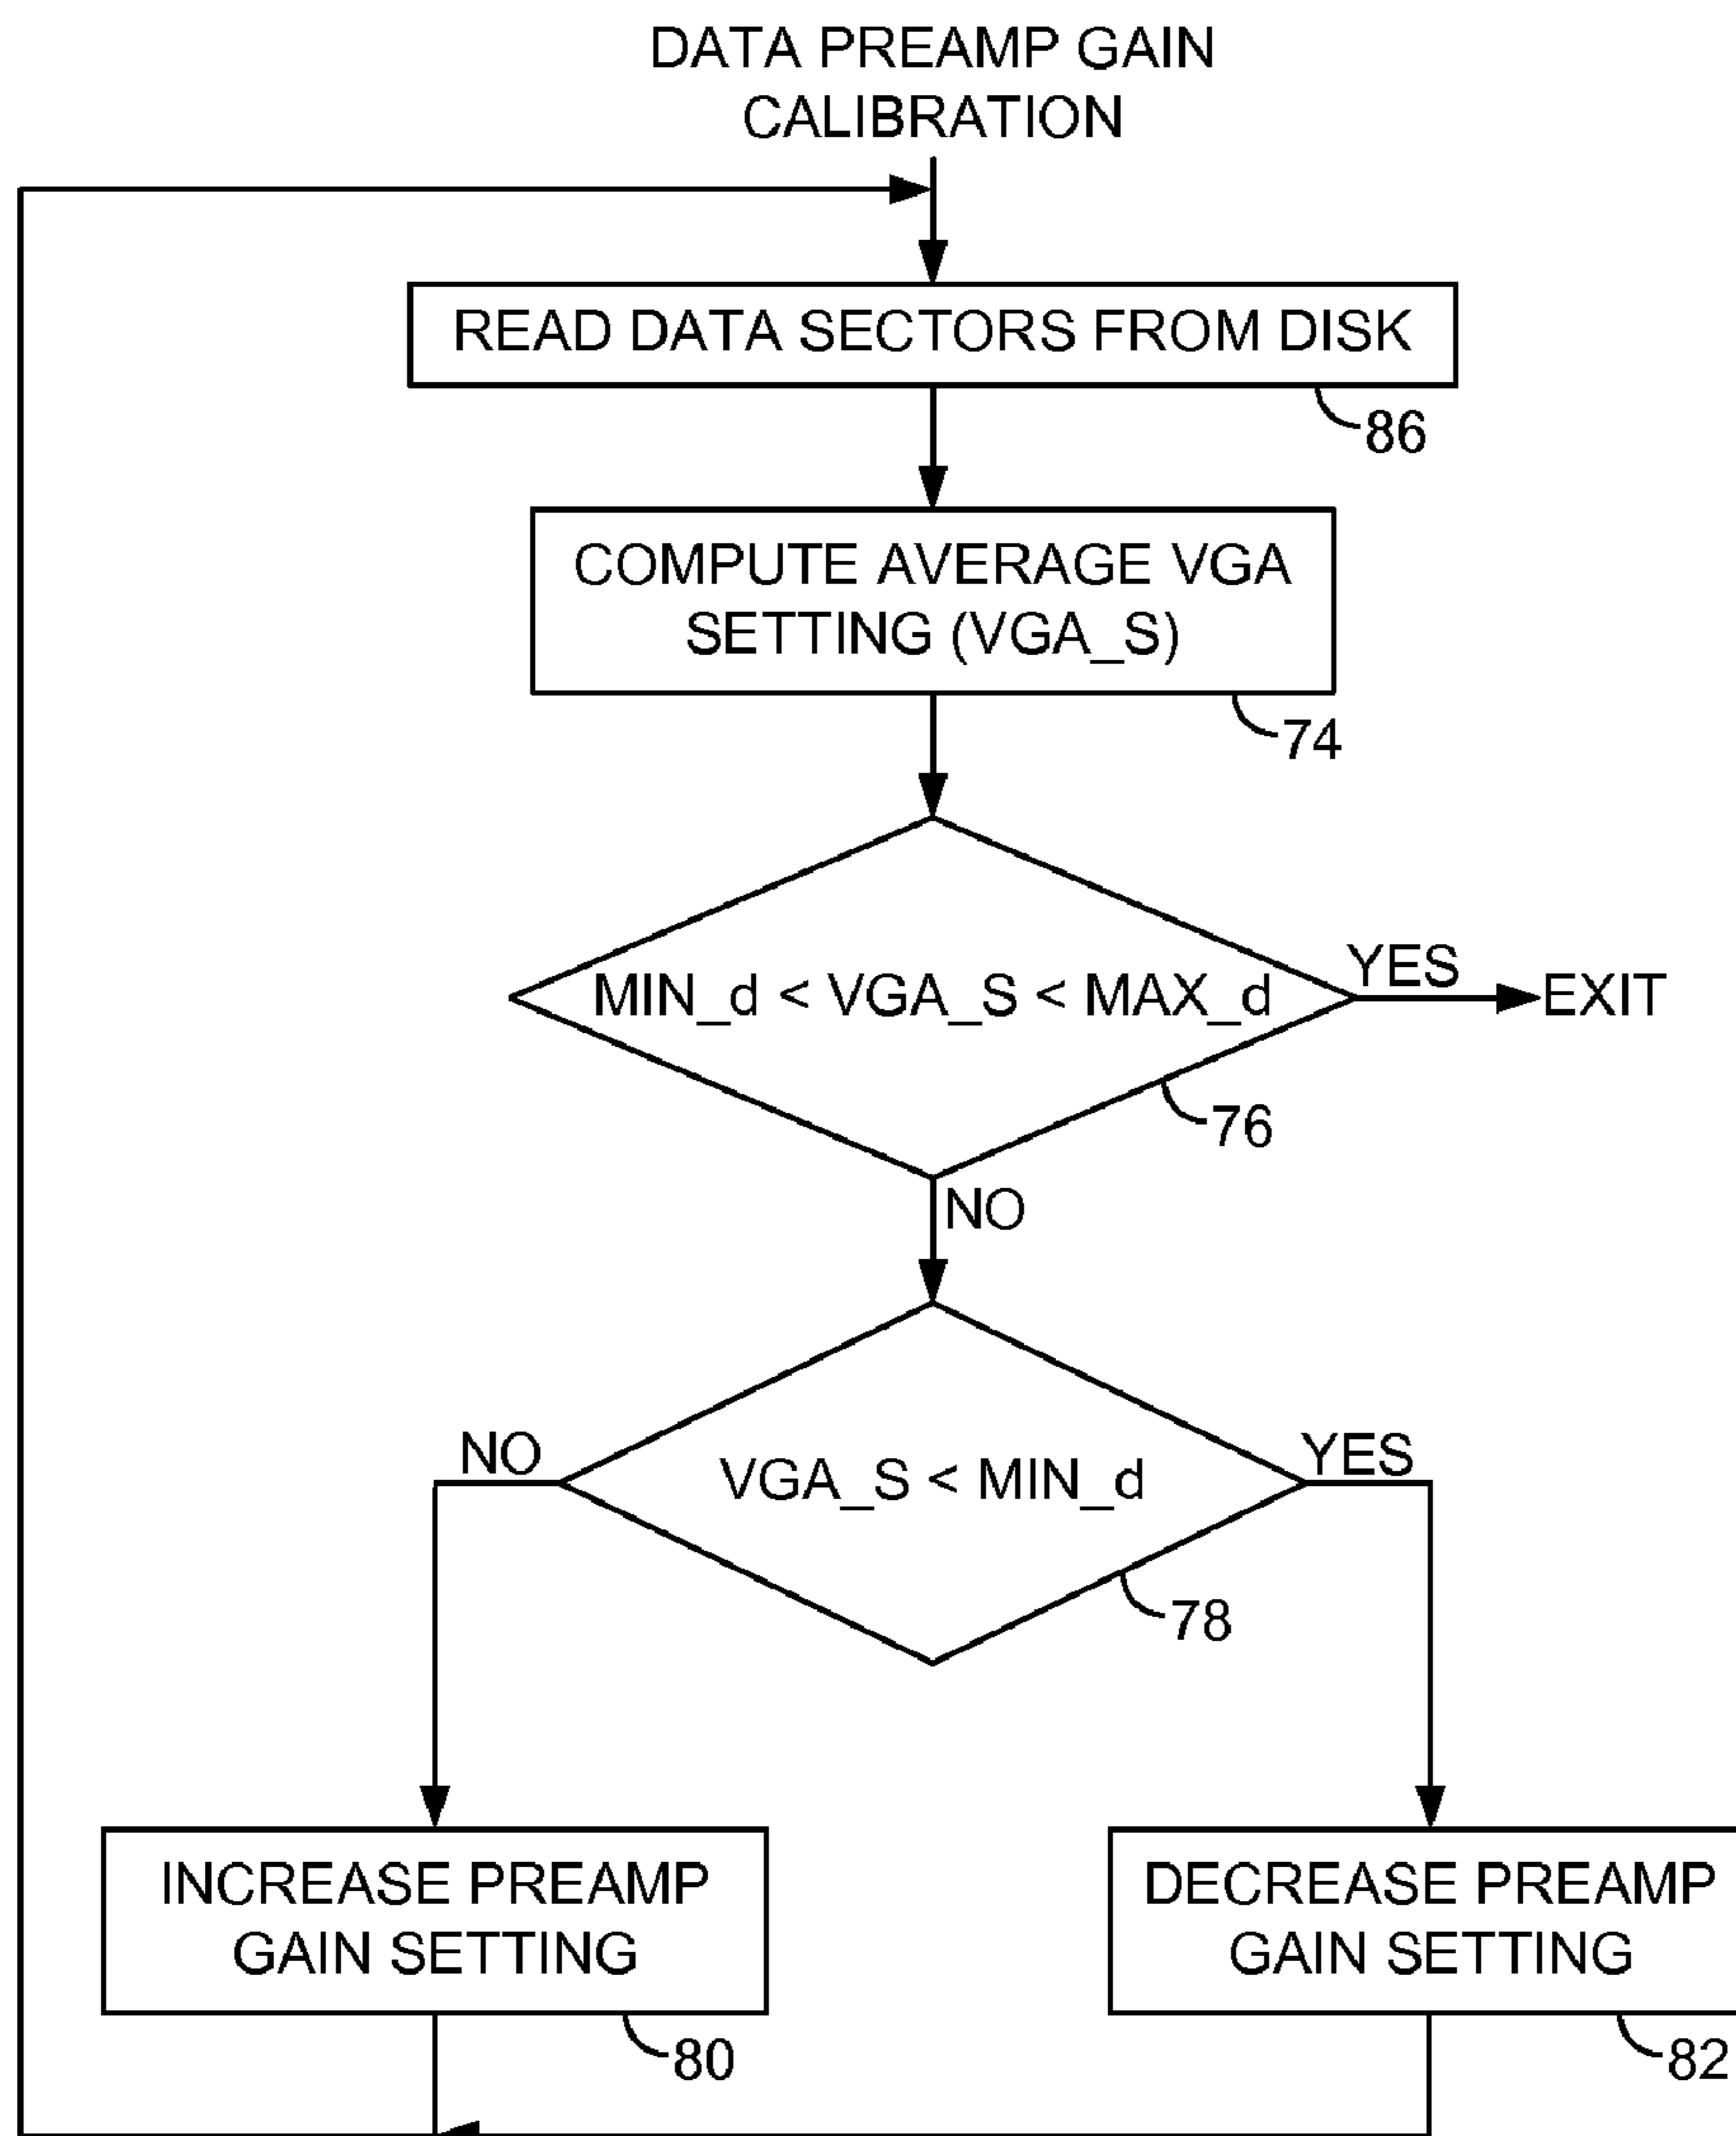 DATA PREAMP GAIN
CALIBRATION
READ DATA SECTORS FROM DISK
86
COMPUTE AVERAGE VGA
SETTING (VGA_S)
74
MIN_d < VGA_S < MAX_d
YES
EXIT
76
NO
VGA_S < MIN_d
NO
YES
78
INCREASE PREAMP
GAIN SETTING
80
DECREASE PREAMP
GAIN SETTING
82